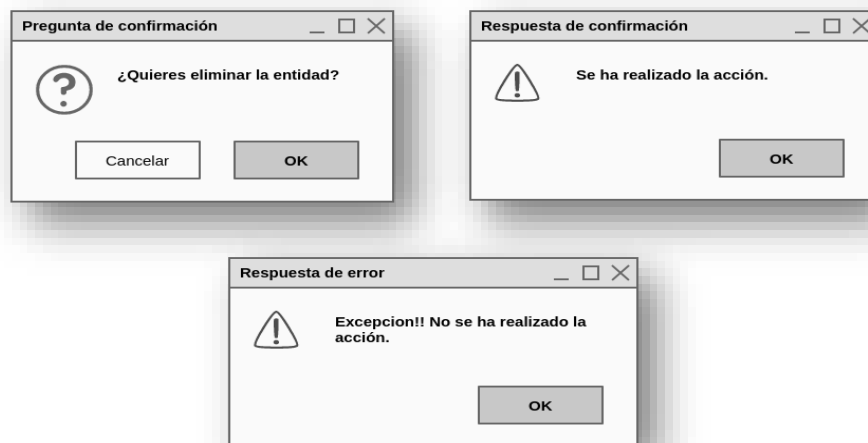 Pregunta de confirmación
¿Quieres eliminar la entidad?
Cancelar
OK
Respuesta de confirmación
Se ha realizado la acción.
OK
Respuesta de error
Excepcion!! No se ha realizado la
acción.
OK